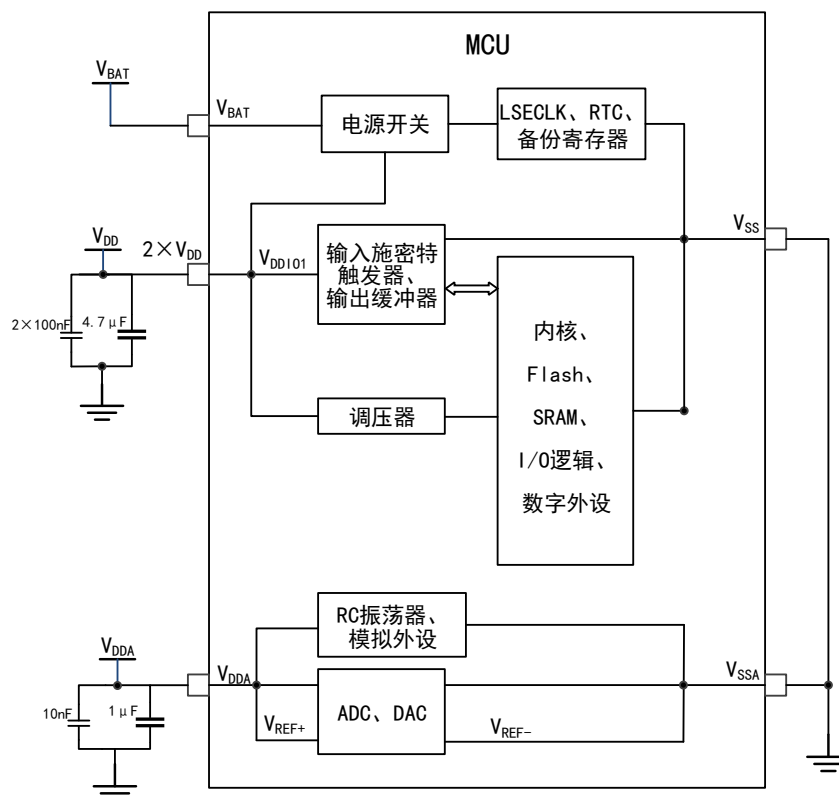 MCU
VBAT
VBAT
电源开关
LSECLK、RTC、
备份寄存器
VDD
2×VDD
VDDIO1
输入施密特
触发器、
输出缓冲器
VSS
2×100nF
4.7μF
内核、
Flash、
SRAM、
I/O逻辑、
数字外设
调压器
RC振荡器、
模拟外设
VDDA
VDDA
VSSA
10nF
1μF
VREF+
ADC、DAC
VREF-